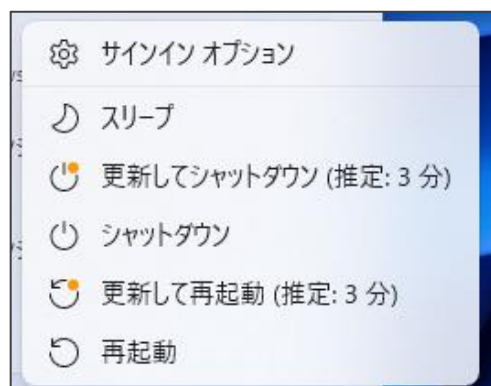 サインイン オプション
スリープ
更新してシャットダウン (推定: 3 分)
シャットダウン
更新して再起動 (推定: 3 分)
再起動